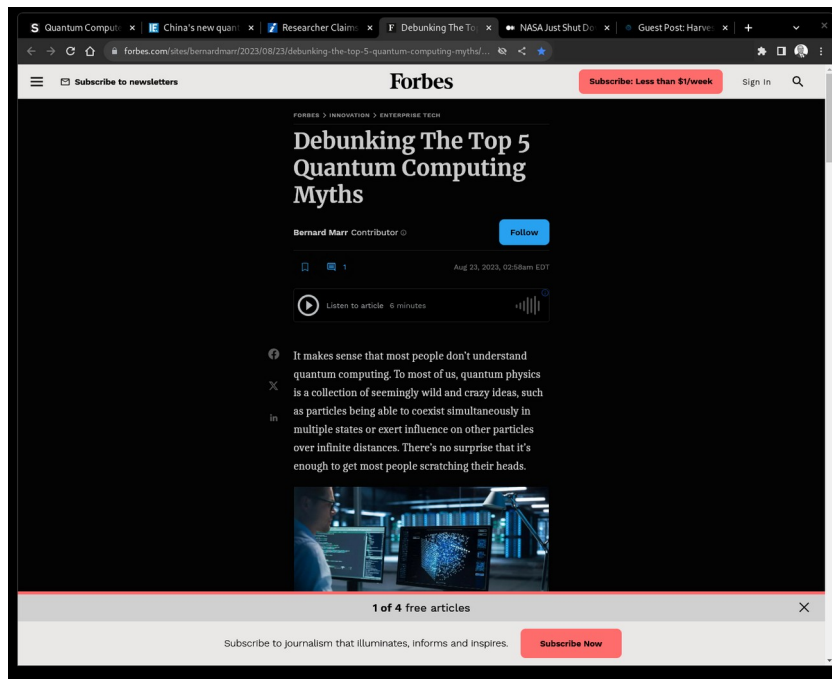 Quantum Compute
China's new quant
Researcher Claims
Debunking The Top
NASA Just Shut Do
Guest Post: Harve
forbes.com/sites/bernardmarr/2023/08/23/debunking-the-top-5-quantum-computing-myths/...
Subscribe to newsletters
Forbes
Subscribe: Less than $1/week
Sign In
FORBES > INNOVATION > ENTERPRISE TECH
Debunking The Top 5
Quantum Computing
Myths
Bernard Marr Contributor
Follow
1
Aug 23, 2023, 02:58am EDT
Listen to article 6 minutes
It makes sense that most people don't understand
quantum computing. To most of us, quantum physics
is a collection of seemingly wild and crazy ideas, such
as particles being able to coexist simultaneously in
multiple states or exert influence on other particles
over infinite distances. There's no surprise that it's
enough to get most people scratching their heads.
1 of 4 free articles
Subscribe to journalism that illuminates, informs and inspires.
Subscribe Now